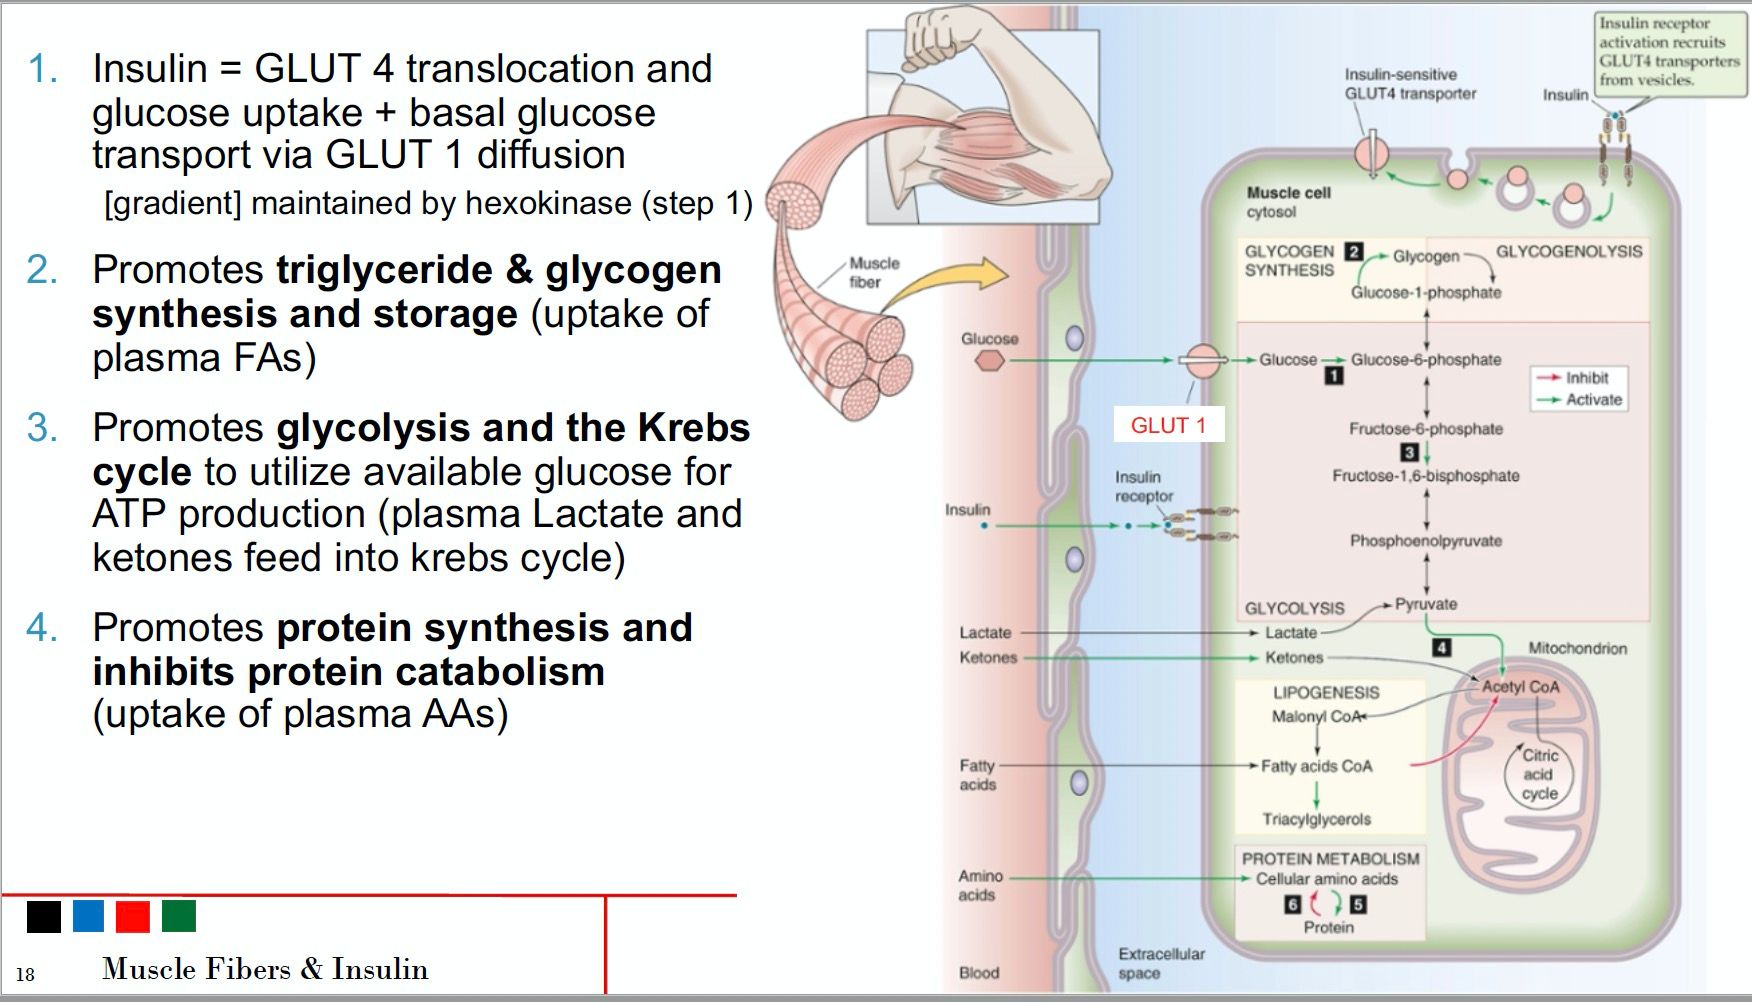 1. Insulin = GLUT 4 translocation and
glucose uptake + basal glucose
transport via GLUT 1 diffusion
[gradient] maintained by hexokinase (step 1)
2. Promotes triglyceride & glycogen
synthesis and storage (uptake of
plasma FAs)
3. Promotes glycolysis and the Krebs
cycle to utilize available glucose for
ATP production (plasma Lactate and
ketones feed into krebs cycle)
4. Promotes protein synthesis and
inhibits protein catabolism
(uptake of plasma AAs)
18 Muscle Fibers & Insulin
Muscle
fiber
Insulin receptor
activation recruits
GLUT4 transporters
from vesicles.
Insulin-sensitive
GLUT4 transporter
Insulin
Muscle cell
cytosol
GLYCOGEN
SYNTHESIS
2
Glycogen
GLYCOGENOLYSIS
Glucose-1-phosphate
Glucose
Glucose
1
Glucose-6-phosphate
Inhibit
Activate
GLUT 1
Fructose-6-phosphate
3
Fructose-1,6-bisphosphate
Insulin
receptor
Insulin
Phosphoenolpyruvate
GLYCOLYSIS
Pyruvate
Lactate
Lactate
Ketones
Ketones
4
Mitochondrion
Acetyl CoA
LIPOGENESIS
Malonyl CoA
Fatty
acids
Fatty acids CoA
Citric
acid
cycle
Triacylglycerols
PROTEIN METABOLISM
Amino
acids
Cellular amino acids
6
5
Protein
Extracellular
space
Blood